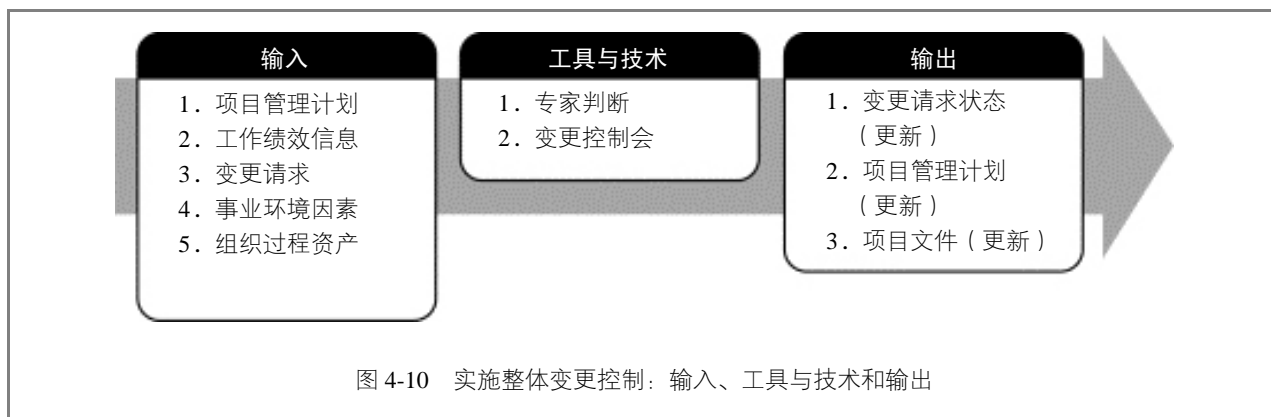 输入
1．项目管理计划
2．工作绩效信息
3．变更请求
4．事业环境因素
5．组织过程资产
工具与技术
1．专家判断
2．变更控制会
输出
1．变更请求状态
（更新）
2．项目管理计划
（更新）
3．项目文件（更新）
图 4-10　实施整体变更控制：输入、工具与技术和输出